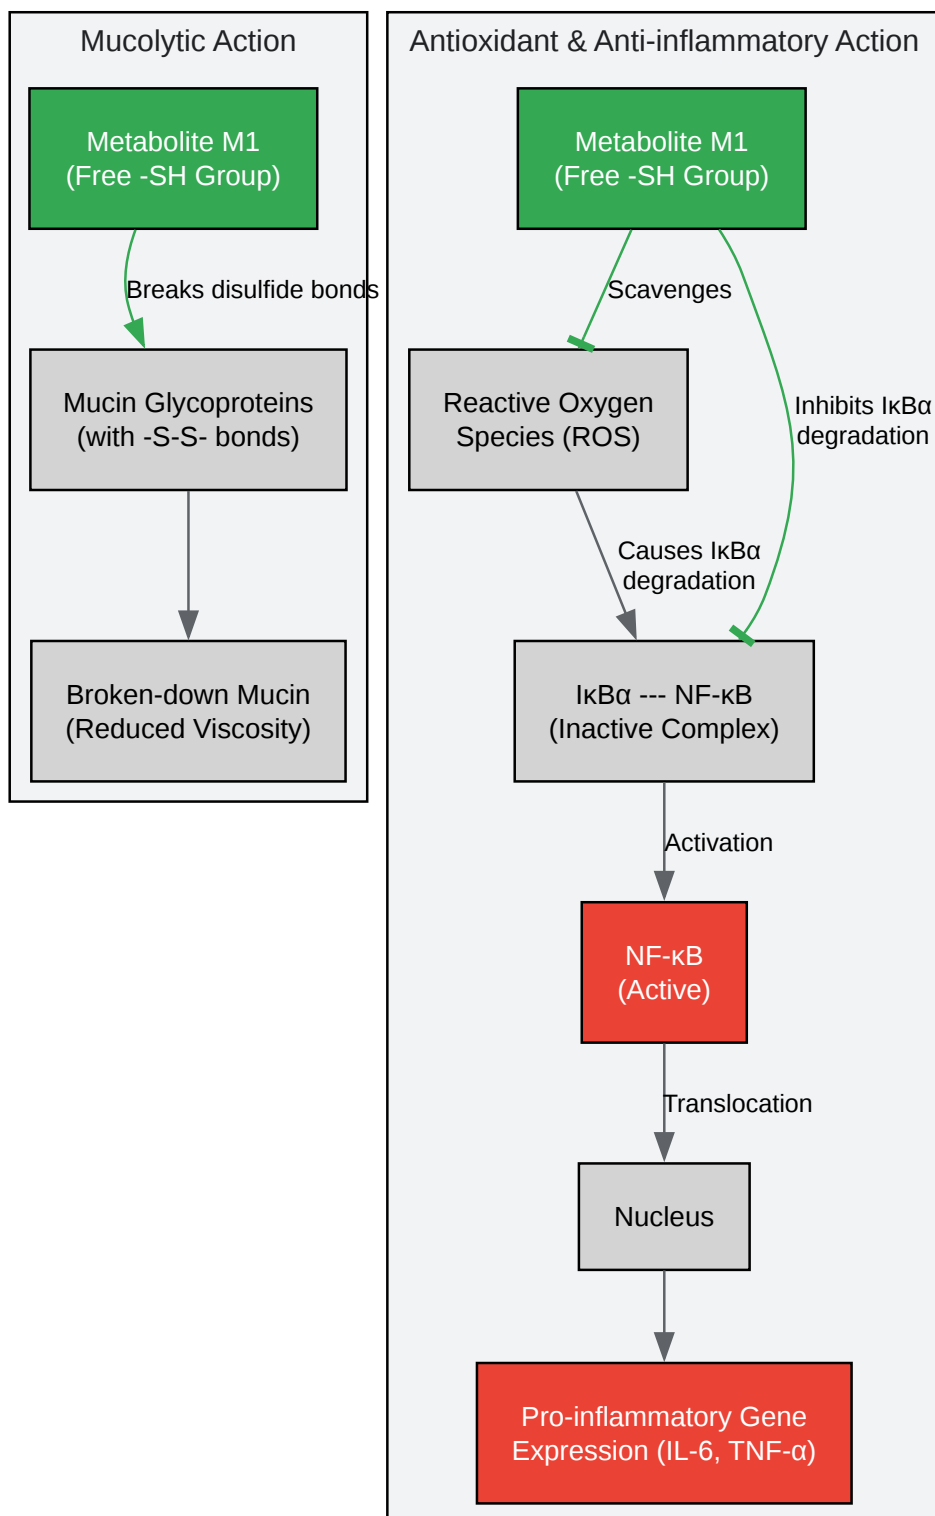 Mucolytic Action
Metabolite M1
(Free -SH Group)
Breaks disulfide bonds
Mucin Glycoproteins
(with -S-S- bonds)
Broken-down Mucin
(Reduced Viscosity)
Antioxidant & Anti-inflammatory Action
Metabolite M1
(Free -SH Group)
Scavenges
Inhibits IκBα
degradation
Reactive Oxygen
Species (ROS)
Causes IκBα
degradation
IκBα --- NF-κB
(Inactive Complex)
Activation
NF-κB
(Active)
Translocation
Nucleus
Pro-inflammatory Gene
Expression (IL-6, TNF-α)